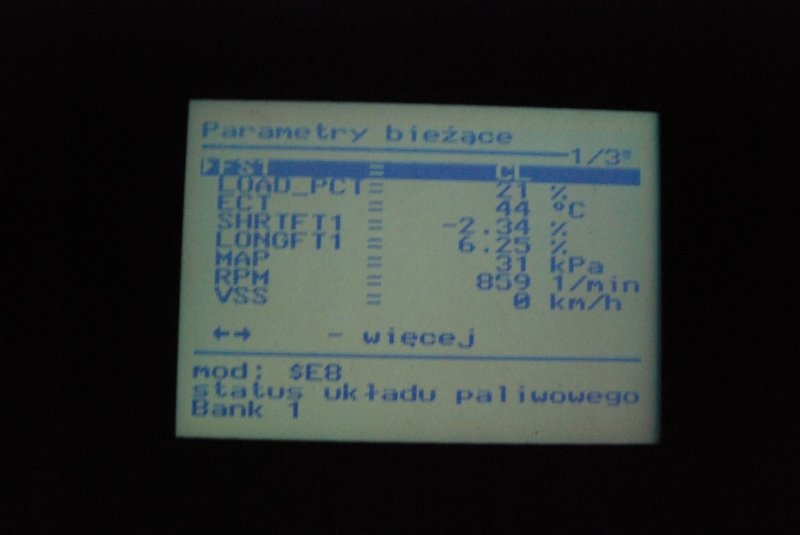 Parametry bieżące
1/3
= CL
LOAD_PCT = 21 %
ECT = 44 °C
SHRTFT1 = -2.34 %
LONGFT1 = 6.25 %
MAP = 31 kPa
RPM = 859 1/min
VSS = 0 km/h
←→ - więcej
mod: $E8
status układu paliwowego
Bank 1